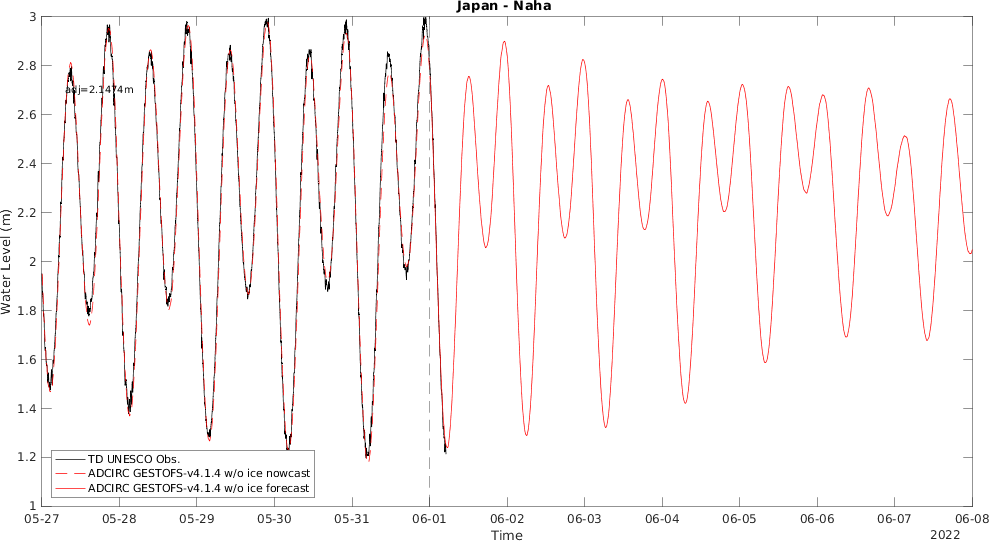 Japan - Naha
3
2.8
adj=2.1474m
2.6
2.4
2.2
2
1.8
1.6
1.4
1.2
1
Water Level (m)
TD UNESCO Obs.
ADCIRC GESTOFS-v4.1.4 w/o ice nowcast
ADCIRC GESTOFS-v4.1.4 w/o ice forecast
05-27 05-28 05-29 05-30 05-31 06-01 06-02 06-03 06-04 06-05 06-06 06-07 06-08
Time
2022